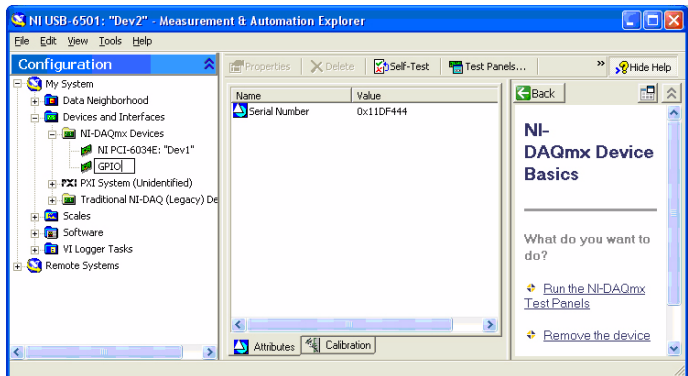 NI USB-6501: "Dev2" - Measurement & Automation Explorer
File Edit View Tools Help
Configuration
Properties Delete Self-Test Test Panels... » Hide Help
My System
Data Neighborhood
Devices and Interfaces
NI-DAQmx Devices
NI PCI-6034E: "Dev1"
GPIO
PXI PXI System (Unidentified)
Traditional NI-DAQ (Legacy) De
Scales
Software
VI Logger Tasks
Remote Systems
Name Value
Serial Number 0x11DF444
Attributes Calibration
Back
NI-
DAQmx Device
Basics
What do you want to
do?
Run the NI-DAQmx
Test Panels
Remove the device